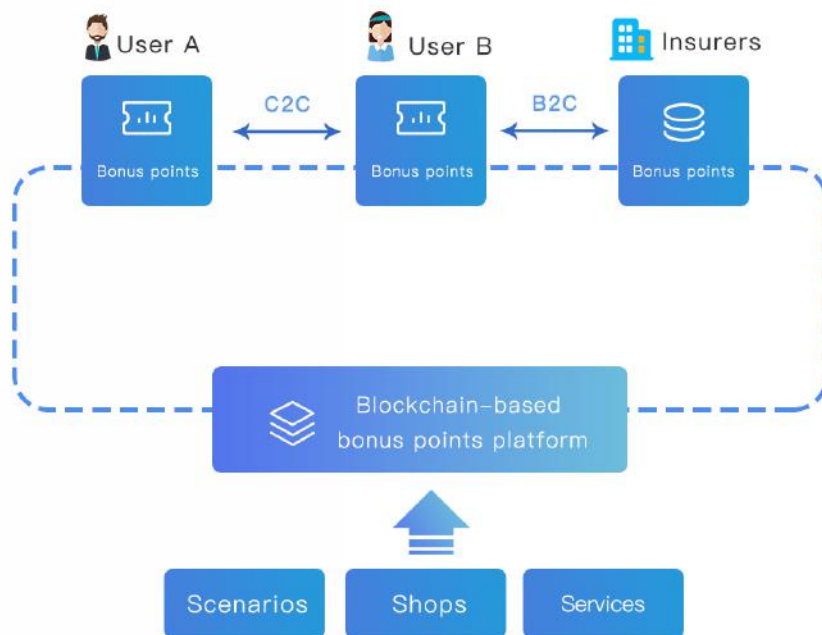 User A
User B
Insurers
C2C
B2C
Bonus points
Bonus points
Bonus points
Blockchain-based
bonus points platform
Scenarios
Shops
Services